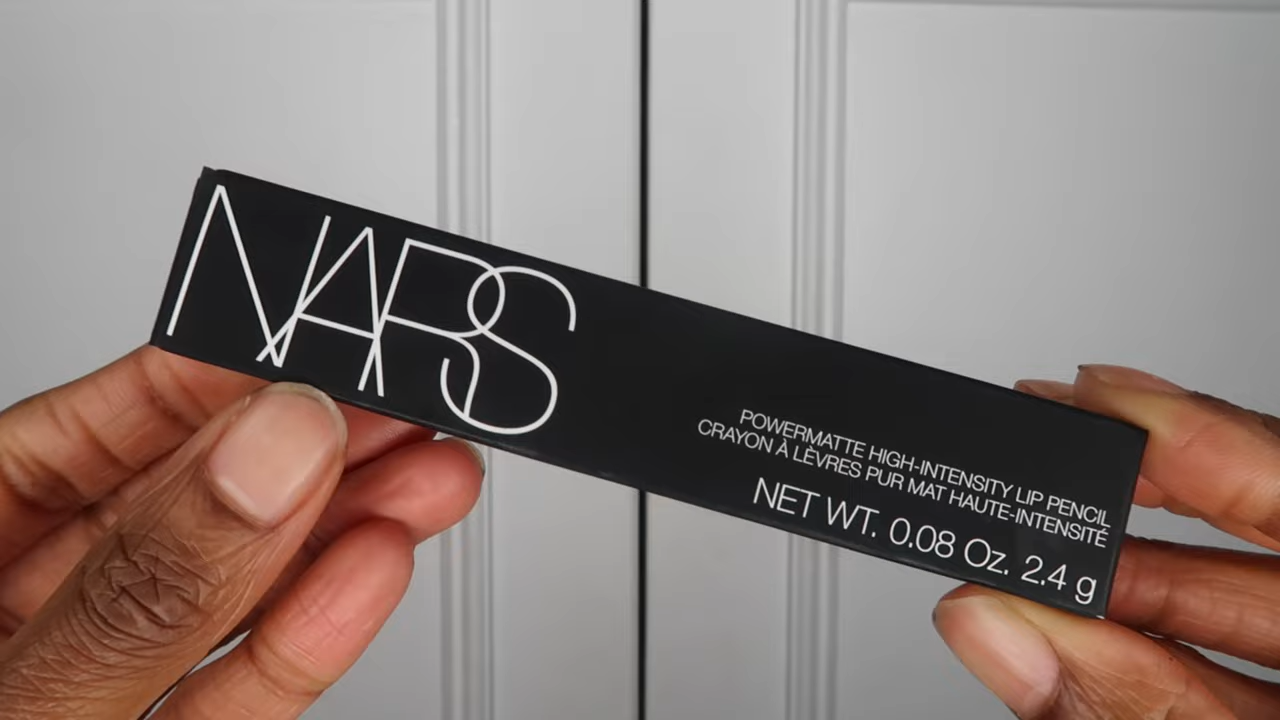 NARS
POWERMATTE HIGH-INTENSITY LIP PENCIL
CRAYON À LÈVRES PUR MAT HAUTE-INTENSITÉ
NET WT. 0.08 Oz. 2.4 g